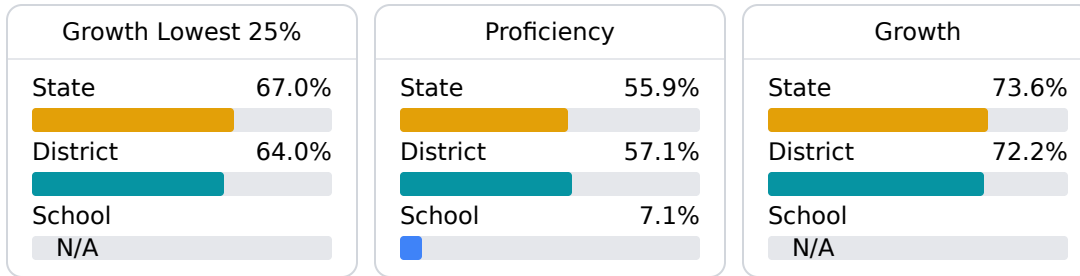 Growth Lowest 25%
State 67.0%
District 64.0%
School
N/A
Proficiency
State 55.9%
District 57.1%
School 7.1%
Growth
State 73.6%
District 72.2%
School
N/A